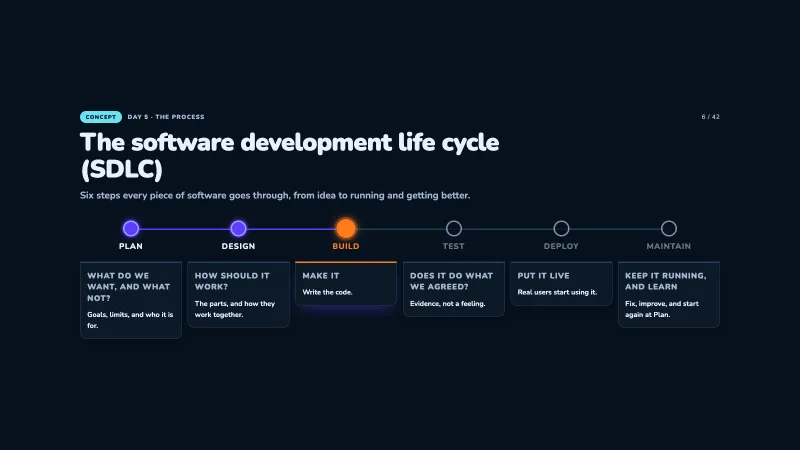 CONCEPT DAY 5 · THE PROCESS 6 / 42
The software development life cycle
(SDLC)
Six steps every piece of software goes through, from idea to running and getting better.
PLAN DESIGN BUILD TEST DEPLOY MAINTAIN
WHAT DO WE
WANT, AND WHAT
NOT?
Goals, limits, and who it is
for.
HOW SHOULD IT
WORK?
The parts, and how they
work together.
MAKE IT
Write the code.
DOES IT DO WHAT
WE AGREED?
Evidence, not a feeling.
PUT IT LIVE
Real users start using it.
KEEP IT RUNNING,
AND LEARN
Fix, improve, and start
again at Plan.